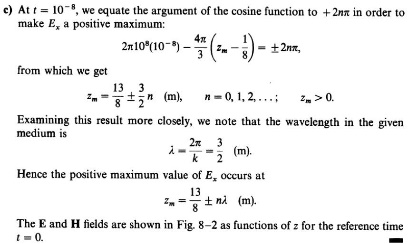 c) At t = 10⁻⁸, we equate the argument of the cosine function to ±2nπ in order to
make Eₓ a positive maximum:
2π10⁸(10⁻⁸) − 4π/3 (zₘ − 1/8) = ±2nπ,
from which we get
zₘ = 13/8 ± 3/2 n (m), n = 0, 1, 2, . . . ; zₘ > 0.
Examining this result more closely, we note that the wavelength in the given
medium is
λ = 2π/k = 3/2 (m).
Hence the positive maximum value of Eₓ occurs at
zₘ = 13/8 ± nλ (m).
The E and H fields are shown in Fig. 8–2 as functions of z for the reference time
t = 0.